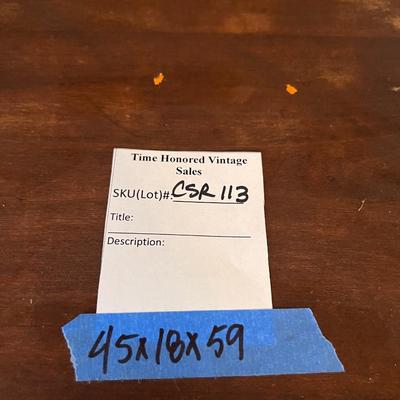 Time Honored Vintage
Sales
SKU(Lot)#: CSR 113
Title:
Description:
45x18x59